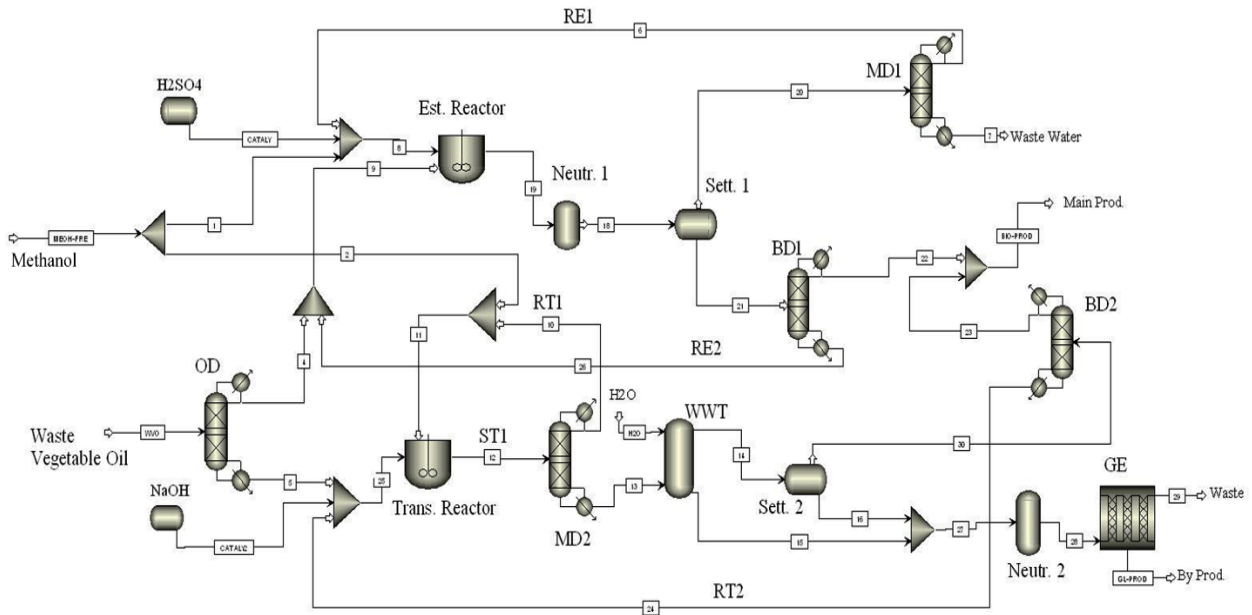 RE1
6
MD1
H2SO4
20
Est. Reactor
CATALY
8
7
Waste Water
9
Neutr. 1
19
Sett. 1
18
Main Prod.
1
MEOH-FRE
BIO-PROD
Methanol
BD1
22
2
21
BD2
RT1
10
11
23
OD
4
RE2
26
H2O
WWT
H2O
Waste
Vegetable Oil
WVO
ST1
12
14
30
GE
5
25
13
Sett. 2
29
Waste
NaOH
Trans. Reactor
MD2
16
27
15
28
CATALY2
Neutr. 2
GL-PROD
By Prod.
RT2
24